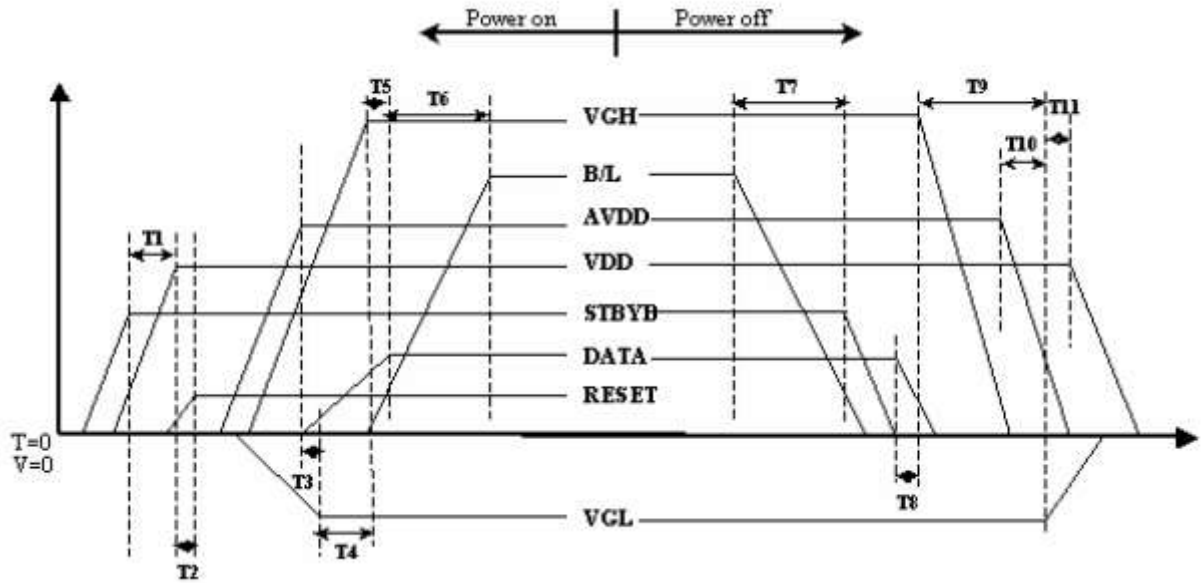 Power on
Power off
T5
T6
T7
T9
T11
VGH
T10
B/L
AVDD
T1
VDD
STBYB
DATA
RESET
T=0
V=0
T3
T8
VGL
T4
T2